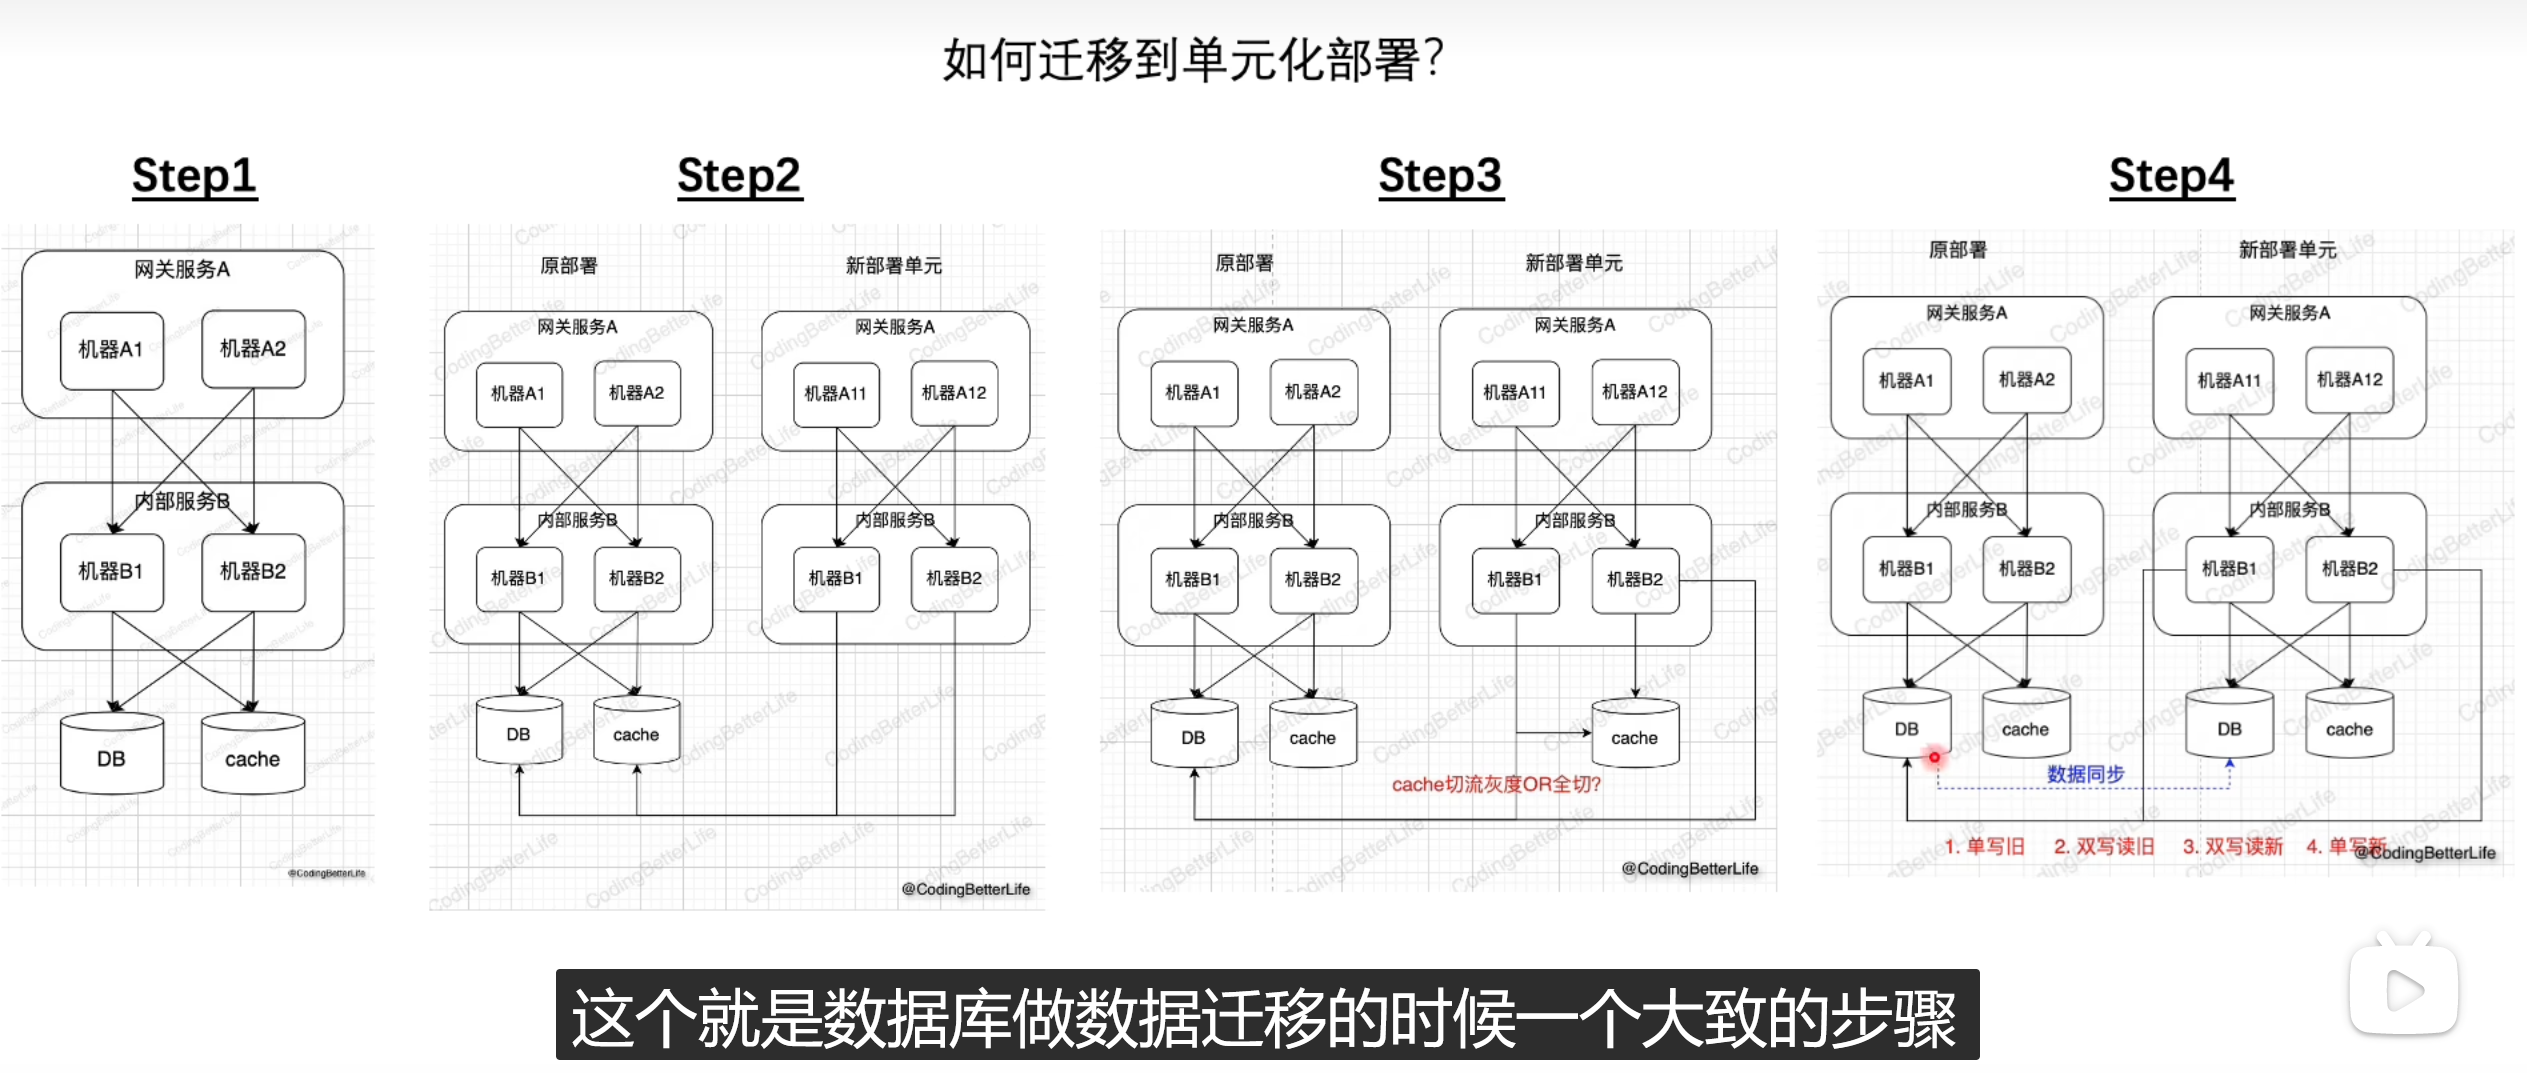 如何迁移到单元化部署?
Step1
网关服务A
机器A1
机器A2
内部服务B
机器B1
机器B2
DB
cache
@CodingBetterLife
Step2
原部署
新部署单元
网关服务A
网关服务A
机器A1
机器A2
机器A11
机器A12
内部服务B
内部服务B
机器B1
机器B2
机器B1
机器B2
DB
cache
@CodingBetterLife
Step3
原部署
新部署单元
网关服务A
网关服务A
机器A1
机器A2
机器A11
机器A12
内部服务B
内部服务B
机器B1
机器B2
机器B1
机器B2
DB
cache
cache
cache切流灰度OR全切?
@CodingBetterLife
Step4
原部署
新部署单元
网关服务A
网关服务A
机器A1
机器A2
机器A11
机器A12
内部服务B
内部服务B
机器B1
机器B2
机器B1
机器B2
DB
cache
DB
cache
数据同步
1. 单写旧 2. 双写读旧 3. 双写读新 4. 单写新
@CodingBetterLife
这个就是数据库做数据迁移的时候一个大致的步骤